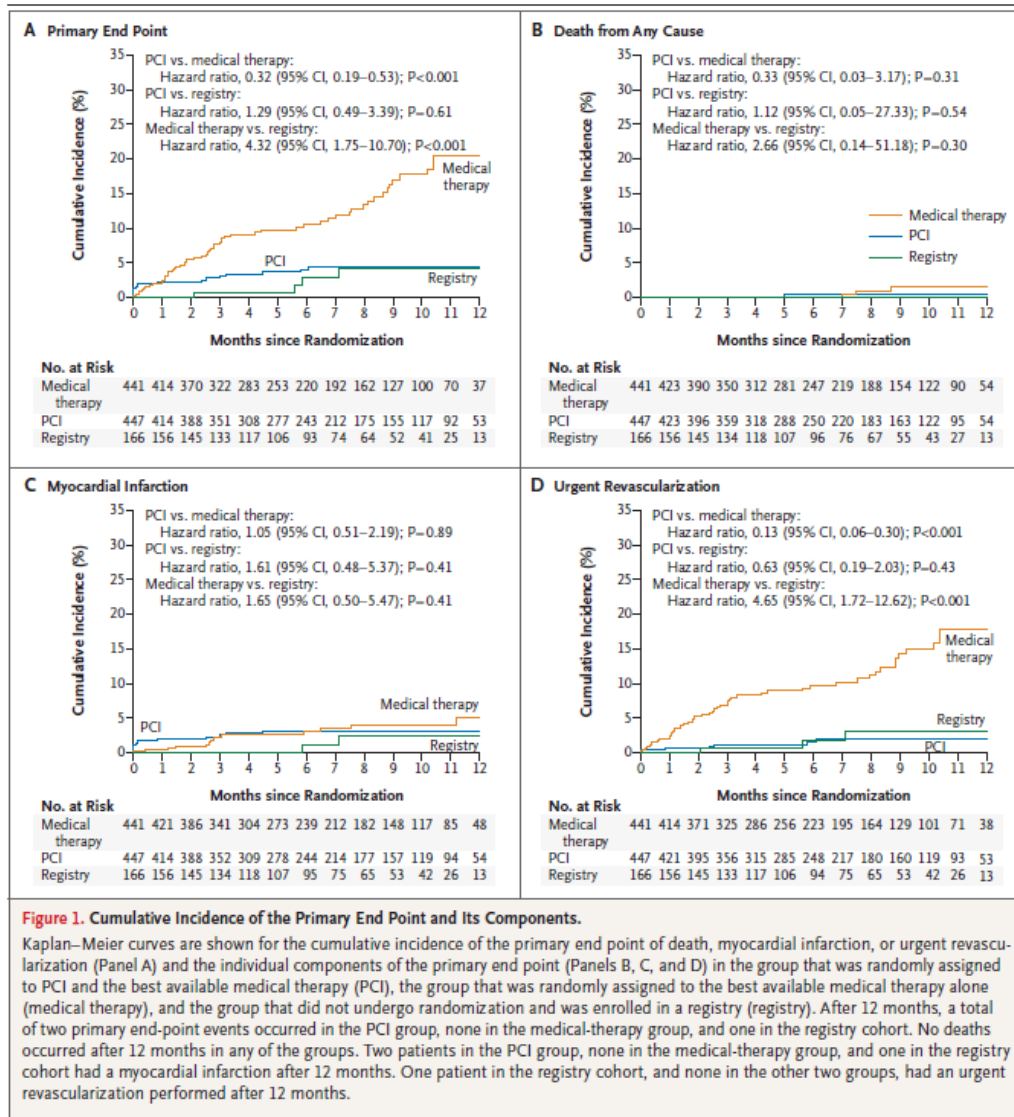 A Primary End Point
35
30
25
20
15
10
5
0
Cumulative Incidence (%)
PCI vs. medical therapy:
Hazard ratio, 0.32 (95% CI, 0.19–0.53); P<0.001
PCI vs. registry:
Hazard ratio, 1.29 (95% CI, 0.49–3.39); P=0.61
Medical therapy vs. registry:
Hazard ratio, 4.32 (95% CI, 1.75–10.70); P<0.001
Medical
therapy
PCI
Registry
0 1 2 3 4 5 6 7 8 9 10 11 12
Months since Randomization
No. at Risk
Medical 441 414 370 322 283 253 220 192 162 127 100 70 37
therapy
PCI 447 414 388 351 308 277 243 212 175 155 117 92 53
Registry 166 156 145 133 117 106 93 74 64 52 41 25 13
B Death from Any Cause
35
30
25
20
15
10
5
0
Cumulative Incidence (%)
PCI vs. medical therapy:
Hazard ratio, 0.33 (95% CI, 0.03–3.17); P=0.31
PCI vs. registry:
Hazard ratio, 1.12 (95% CI, 0.05–27.33); P=0.54
Medical therapy vs. registry:
Hazard ratio, 2.66 (95% CI, 0.14–51.18); P=0.30
Medical therapy
PCI
Registry
0 1 2 3 4 5 6 7 8 9 10 11 12
Months since Randomization
No. at Risk
Medical 441 423 390 350 312 281 247 219 188 154 122 90 54
therapy
PCI 447 423 396 359 318 288 250 220 183 163 122 95 54
Registry 166 156 145 134 118 107 96 76 67 55 43 27 13
C Myocardial Infarction
35
30
25
20
15
10
5
0
Cumulative Incidence (%)
PCI vs. medical therapy:
Hazard ratio, 1.05 (95% CI, 0.51–2.19); P=0.89
PCI vs. registry:
Hazard ratio, 1.61 (95% CI, 0.48–5.37); P=0.41
Medical therapy vs. registry:
Hazard ratio, 1.65 (95% CI, 0.50–5.47); P=0.41
Medical therapy
PCI
Registry
0 1 2 3 4 5 6 7 8 9 10 11 12
Months since Randomization
No. at Risk
Medical 441 421 386 341 304 273 239 212 182 148 117 85 48
therapy
PCI 447 414 388 352 309 278 244 214 177 157 119 94 54
Registry 166 156 145 134 118 107 95 75 65 53 42 26 13
D Urgent Revascularization
35
30
25
20
15
10
5
0
Cumulative Incidence (%)
PCI vs. medical therapy:
Hazard ratio, 0.13 (95% CI, 0.06–0.30); P<0.001
PCI vs. registry:
Hazard ratio, 0.63 (95% CI, 0.19–2.03); P=0.43
Medical therapy vs. registry:
Hazard ratio, 4.65 (95% CI, 1.72–12.62); P<0.001
Medical
therapy
Registry
PCI
0 1 2 3 4 5 6 7 8 9 10 11 12
Months since Randomization
No. at Risk
Medical 441 414 371 325 286 256 223 195 164 129 101 71 38
therapy
PCI 447 421 395 356 315 285 248 217 180 160 119 93 53
Registry 166 156 145 133 117 106 94 75 65 53 42 26 13
Figure 1. Cumulative Incidence of the Primary End Point and Its Components.
Kaplan–Meier curves are shown for the cumulative incidence of the primary end point of death, myocardial infarction, or urgent revascu-
larization (Panel A) and the individual components of the primary end point (Panels B, C, and D) in the group that was randomly assigned
to PCI and the best available medical therapy (PCI), the group that was randomly assigned to the best available medical therapy alone
(medical therapy), and the group that did not undergo randomization and was enrolled in a registry (registry). After 12 months, a total
of two primary end-point events occurred in the PCI group, none in the medical-therapy group, and one in the registry cohort. No deaths
occurred after 12 months in any of the groups. Two patients in the PCI group, none in the medical-therapy group, and one in the registry
cohort had a myocardial infarction after 12 months. One patient in the registry cohort, and none in the other two groups, had an urgent
revascularization performed after 12 months.